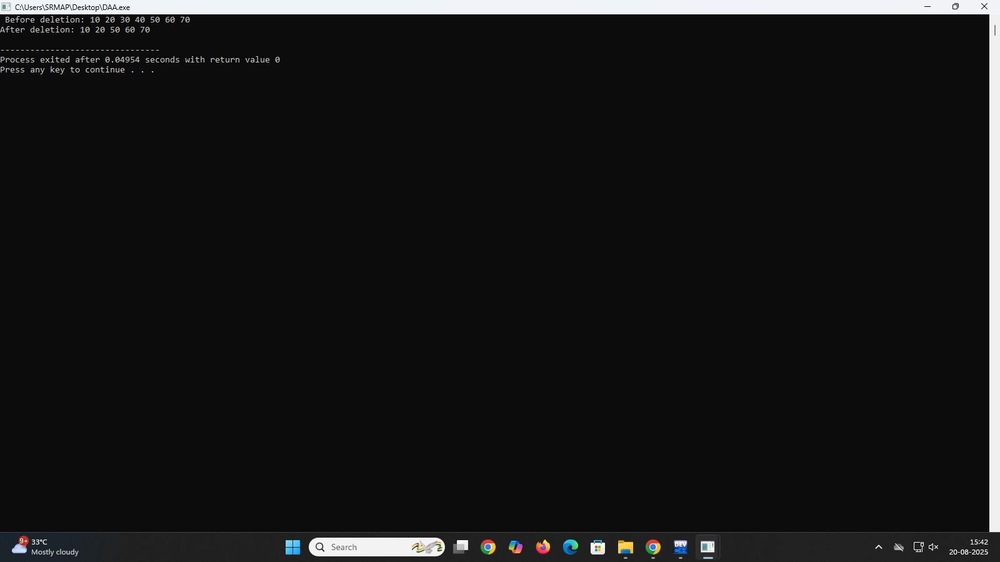 C:\Users\SRMAP\Desktop\DAA.exe
Before deletion: 10 20 30 40 50 60 70
After deletion: 10 20 50 60 70
--------------------------------
Process exited after 0.04954 seconds with return value 0
Press any key to continue . . .
9+
33°C
Mostly cloudy
Search
DEV
C++
15:42
20-08-2025